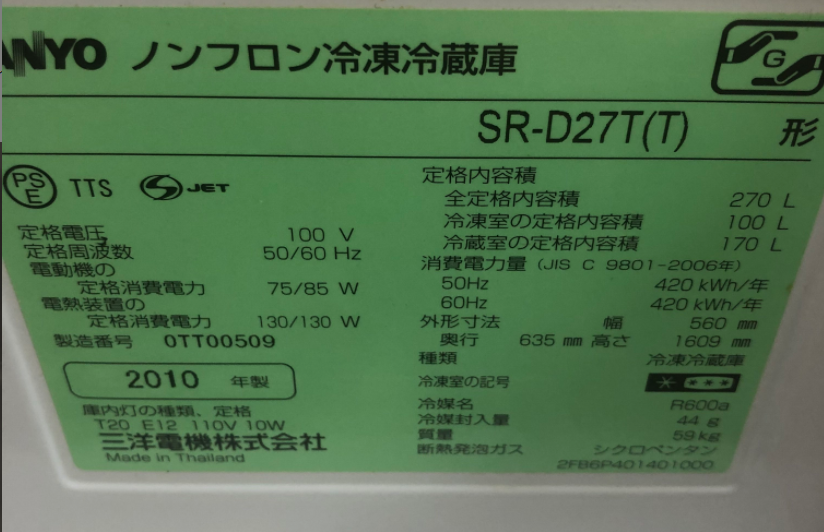 ANYO ノンフロン冷凍冷蔵庫
G
SR-D27T(T) 形
PS E TTS JET
定格電圧 100 V
定格周波数 50/60 Hz
電動機の
定格消費電力 75/85 W
電熱装置の
定格消費電力 130/130 W
製造番号 0TT00509
2010 年製
庫内灯の種類、定格
T20 E12 110V 10W
三洋電機株式会社
Made in Thailand
定格内容積
全定格内容積 270 L
冷凍室の定格内容積 100 L
冷蔵室の定格内容積 170 L
消費電力量 (JIS C 9801-2006年)
50Hz 420 kWh/年
60Hz 420 kWh/年
外形寸法 幅 560 mm
奥行 635 mm 高さ 1609 mm
種類 冷凍冷蔵庫
冷凍室の記号 * ***
冷媒名 R600a
冷媒封入量 44 g
質量 59 kg
断熱発泡ガス シクロペンタン
2FB6P401401000